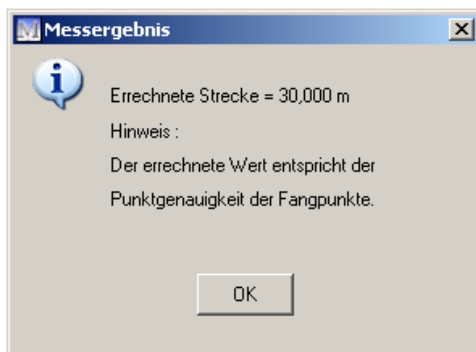 Messergebnis
Errechnete Strecke = 30,000 m
Hinweis :
Der errechnete Wert entspricht der
Punktgenauigkeit der Fangpunkte.
OK